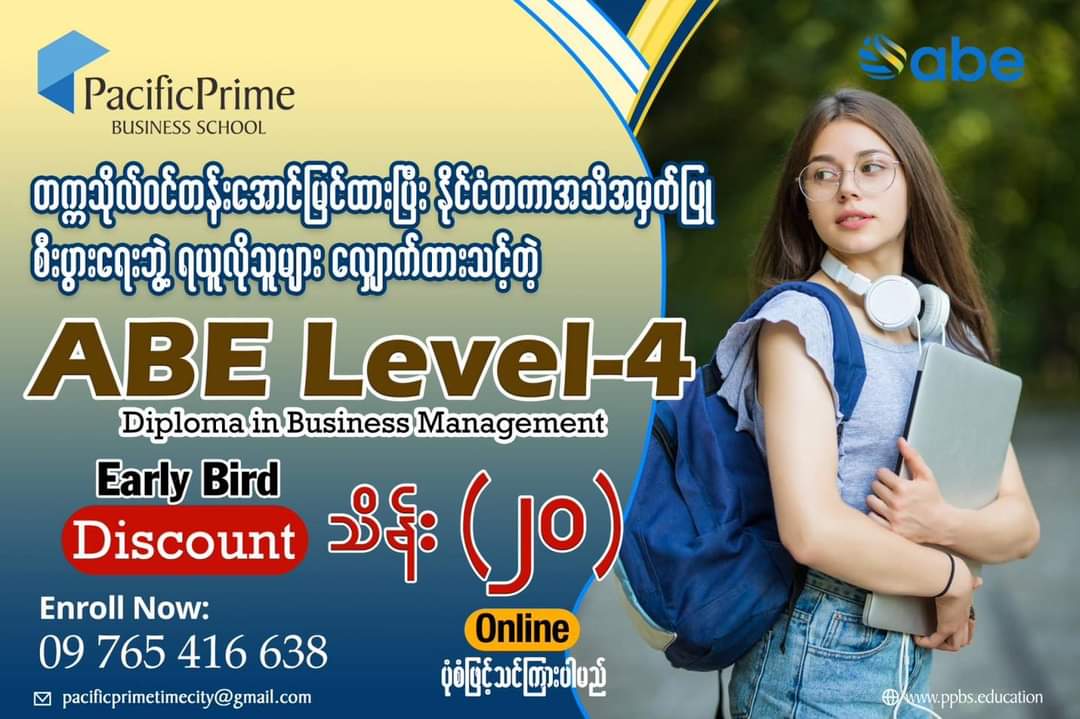 PacificPrime
BUSINESS SCHOOL
abe
တက္ကသိုလ်ဝင်တန်းအောင်မြင်ထားပြီး နိုင်ငံတကာအသိအမှတ်ပြု
စီးပွားရေးဘွဲ့ ရယူလိုသူများ လျှောက်ထားသင့်တဲ့
ABE Level-4
Diploma in Business Management
Early Bird
Discount
သိန်း (၂၀)
Enroll Now:
09 765 416 638
pacificprimetimecity@gmail.com
Online
ပုံစံဖြင့်သင်ကြားပါမည်
www.ppbs.education